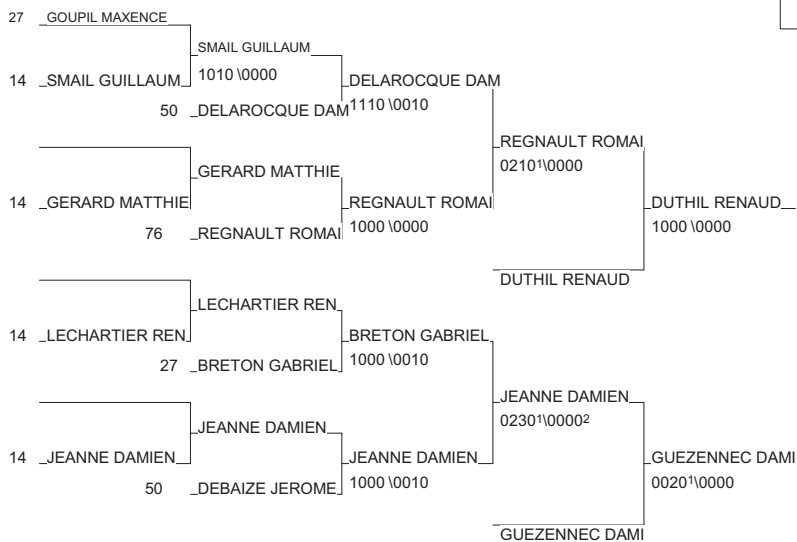 27 GOUPIL MAXENCE
SMAIL GUILLAUM
14 SMAIL GUILLAUM 1010 \0000 DELAROCQUE DAM
50 DELAROCQUE DAM 1110 \0010
REGNAULT ROMAI
GERARD MATTHIE 0210¹\0000
14 GERARD MATTHIE REGNAULT ROMAI DUTHIL RENAUD
76 REGNAULT ROMAI 1000 \0000 1000 \0000
DUTHIL RENAUD
LECHARTIER REN
14 LECHARTIER REN BRETON GABRIEL
27 BRETON GABRIEL 1000 \0010
JEANNE DAMIEN
JEANNE DAMIEN 0230¹\0000²
14 JEANNE DAMIEN JEANNE DAMIEN GUEZENNEC DAMI
50 DEBAIZE JEROME 1000 \0010 0020¹\0000
GUEZENNEC DAMI